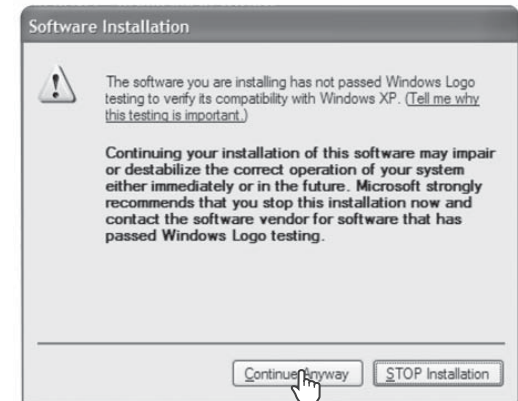 Software Installation
The software you are installing has not passed Windows Logo
testing to verify its compatibility with Windows XP. (Tell me why
this testing is important.)
Continuing your installation of this software may impair
or destabilize the correct operation of your system
either immediately or in the future. Microsoft strongly
recommends that you stop this installation now and
contact the software vendor for software that has
passed Windows Logo testing.
Continue Anyway
STOP Installation